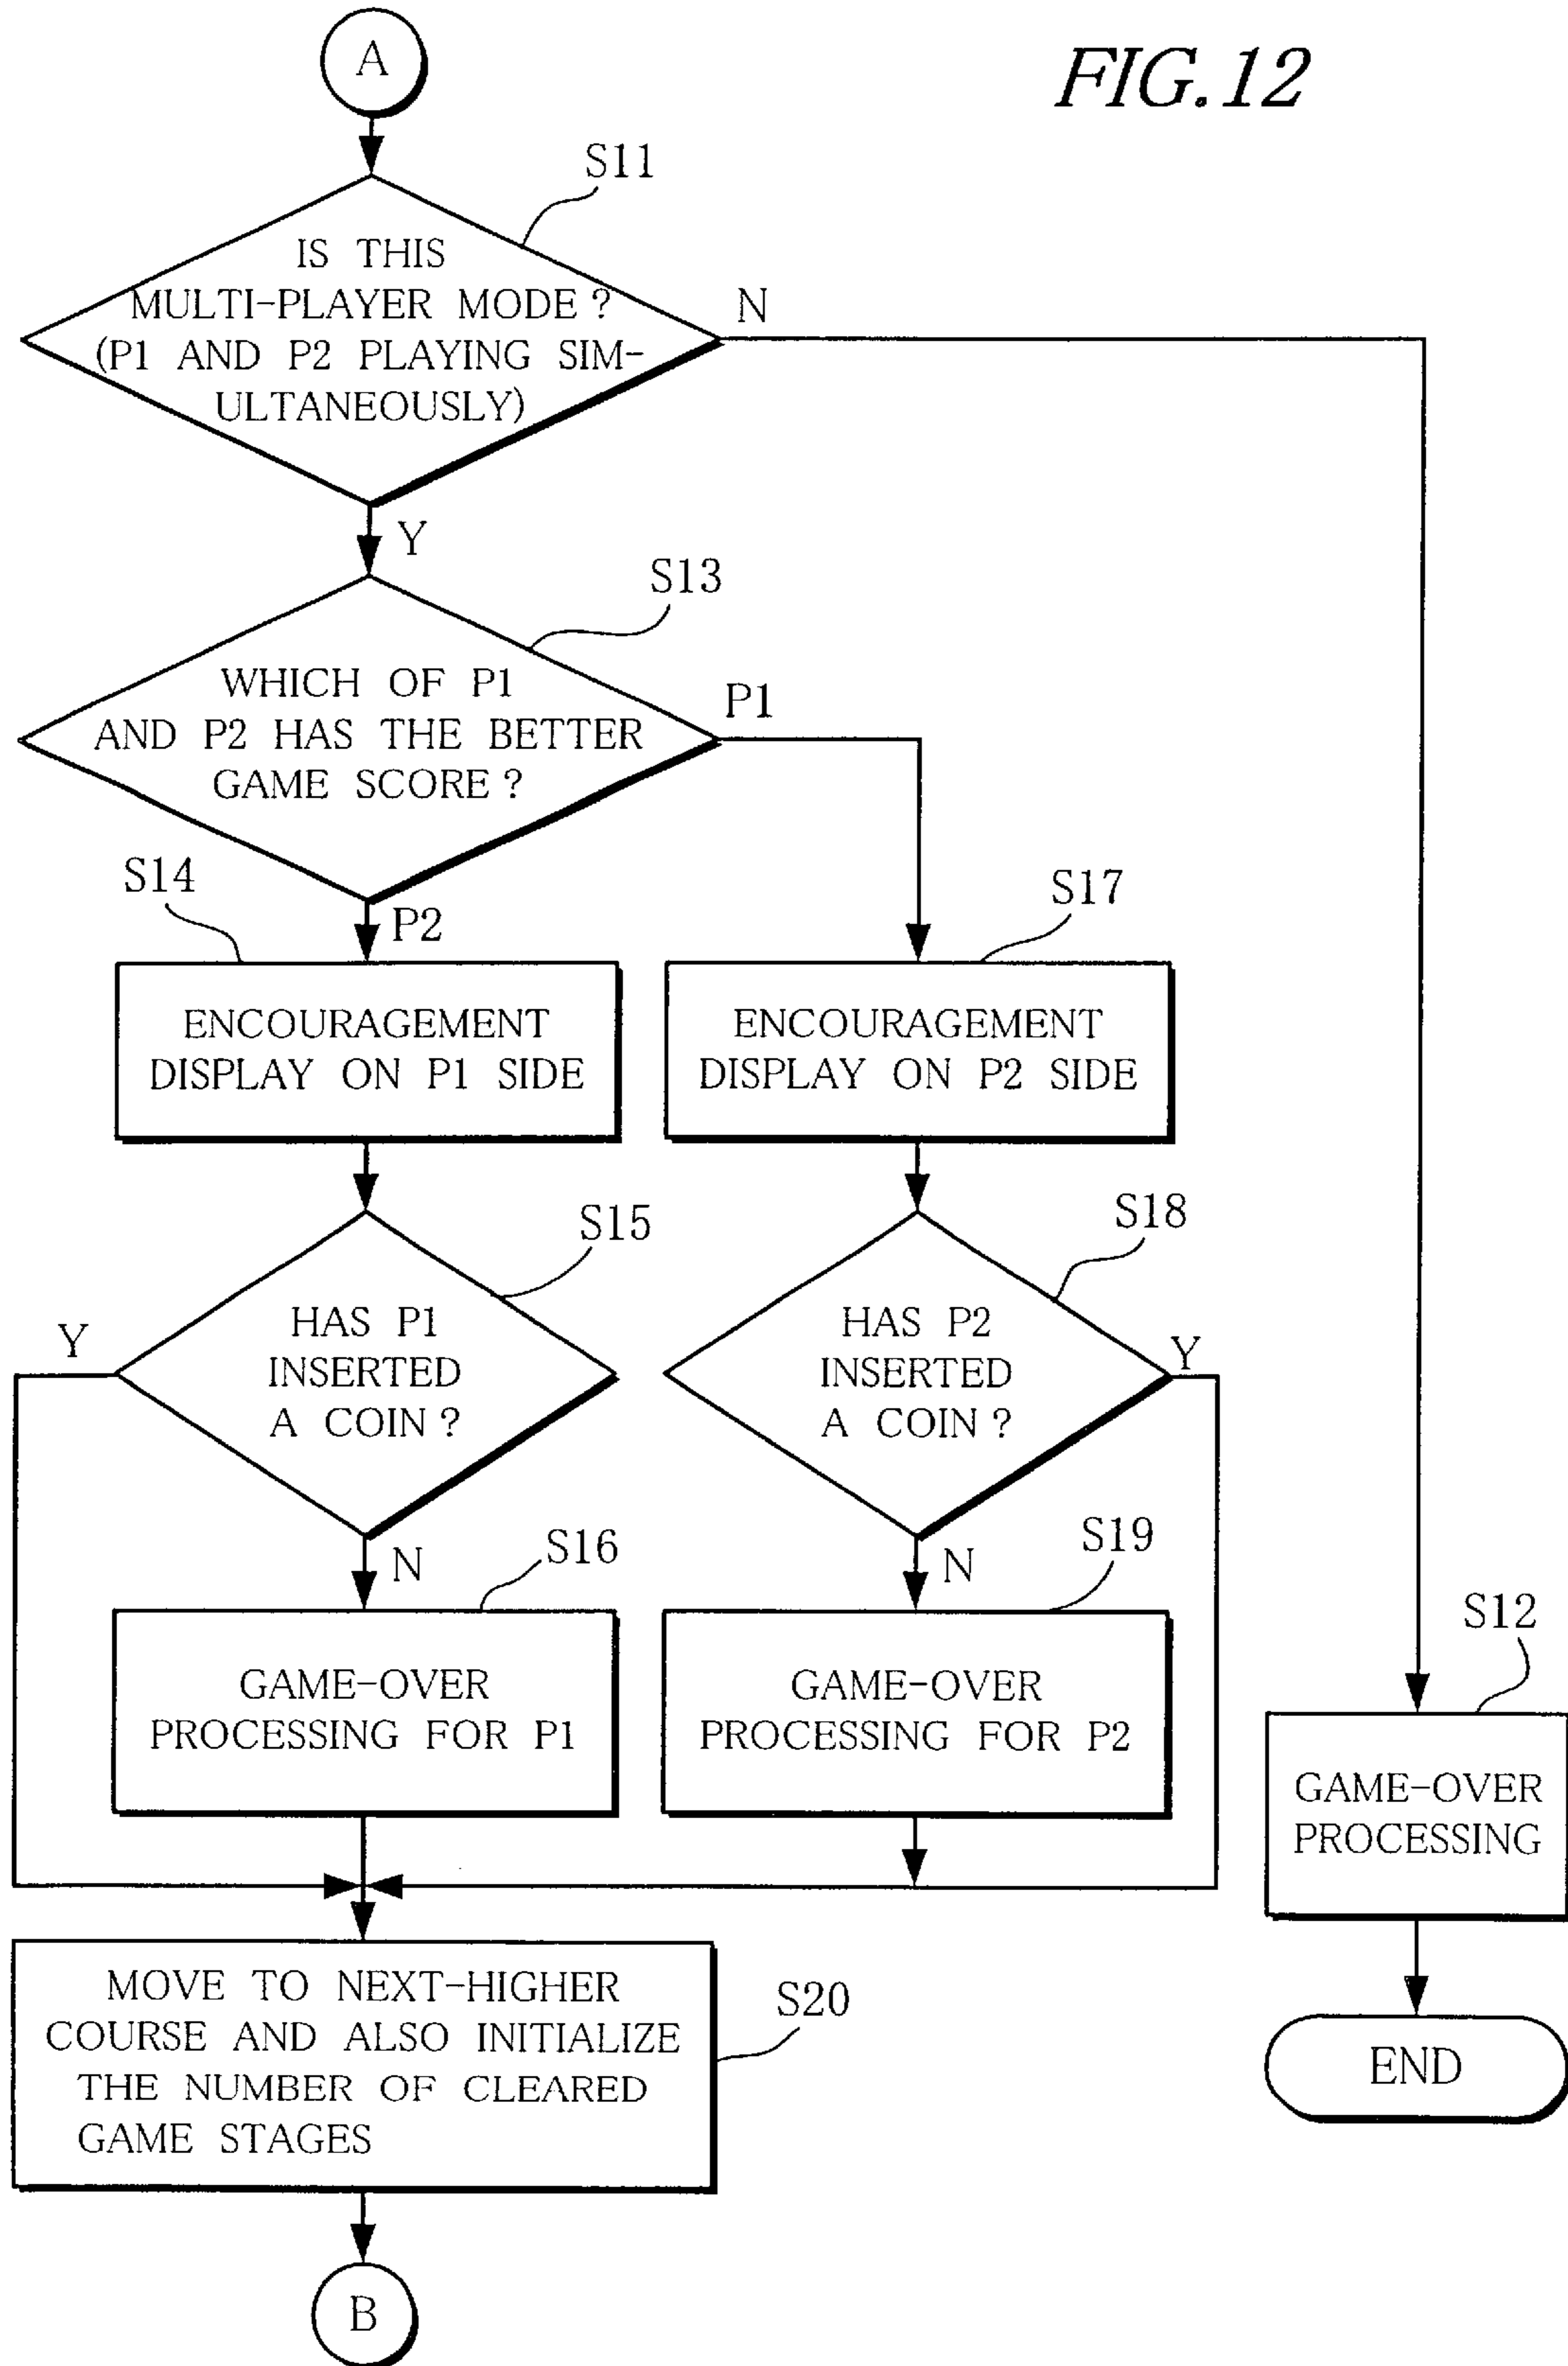 FIG.12
A
S11
IS THIS
MULTI-PLAYER MODE?
(P1 AND P2 PLAYING SIM-
ULTANEOUSLY)
N
Y
S13
WHICH OF P1
AND P2 HAS THE BETTER
GAME SCORE?
P1
P2
S14
ENCOURAGEMENT
DISPLAY ON P1 SIDE
S17
ENCOURAGEMENT
DISPLAY ON P2 SIDE
S15
HAS P1
INSERTED
A COIN?
Y
N
S18
HAS P2
INSERTED
A COIN?
Y
N
S16
GAME-OVER
PROCESSING FOR P1
S19
GAME-OVER
PROCESSING FOR P2
S12
GAME-OVER
PROCESSING
END
MOVE TO NEXT-HIGHER
COURSE AND ALSO INITIALIZE
THE NUMBER OF CLEARED
GAME STAGES
S20
B